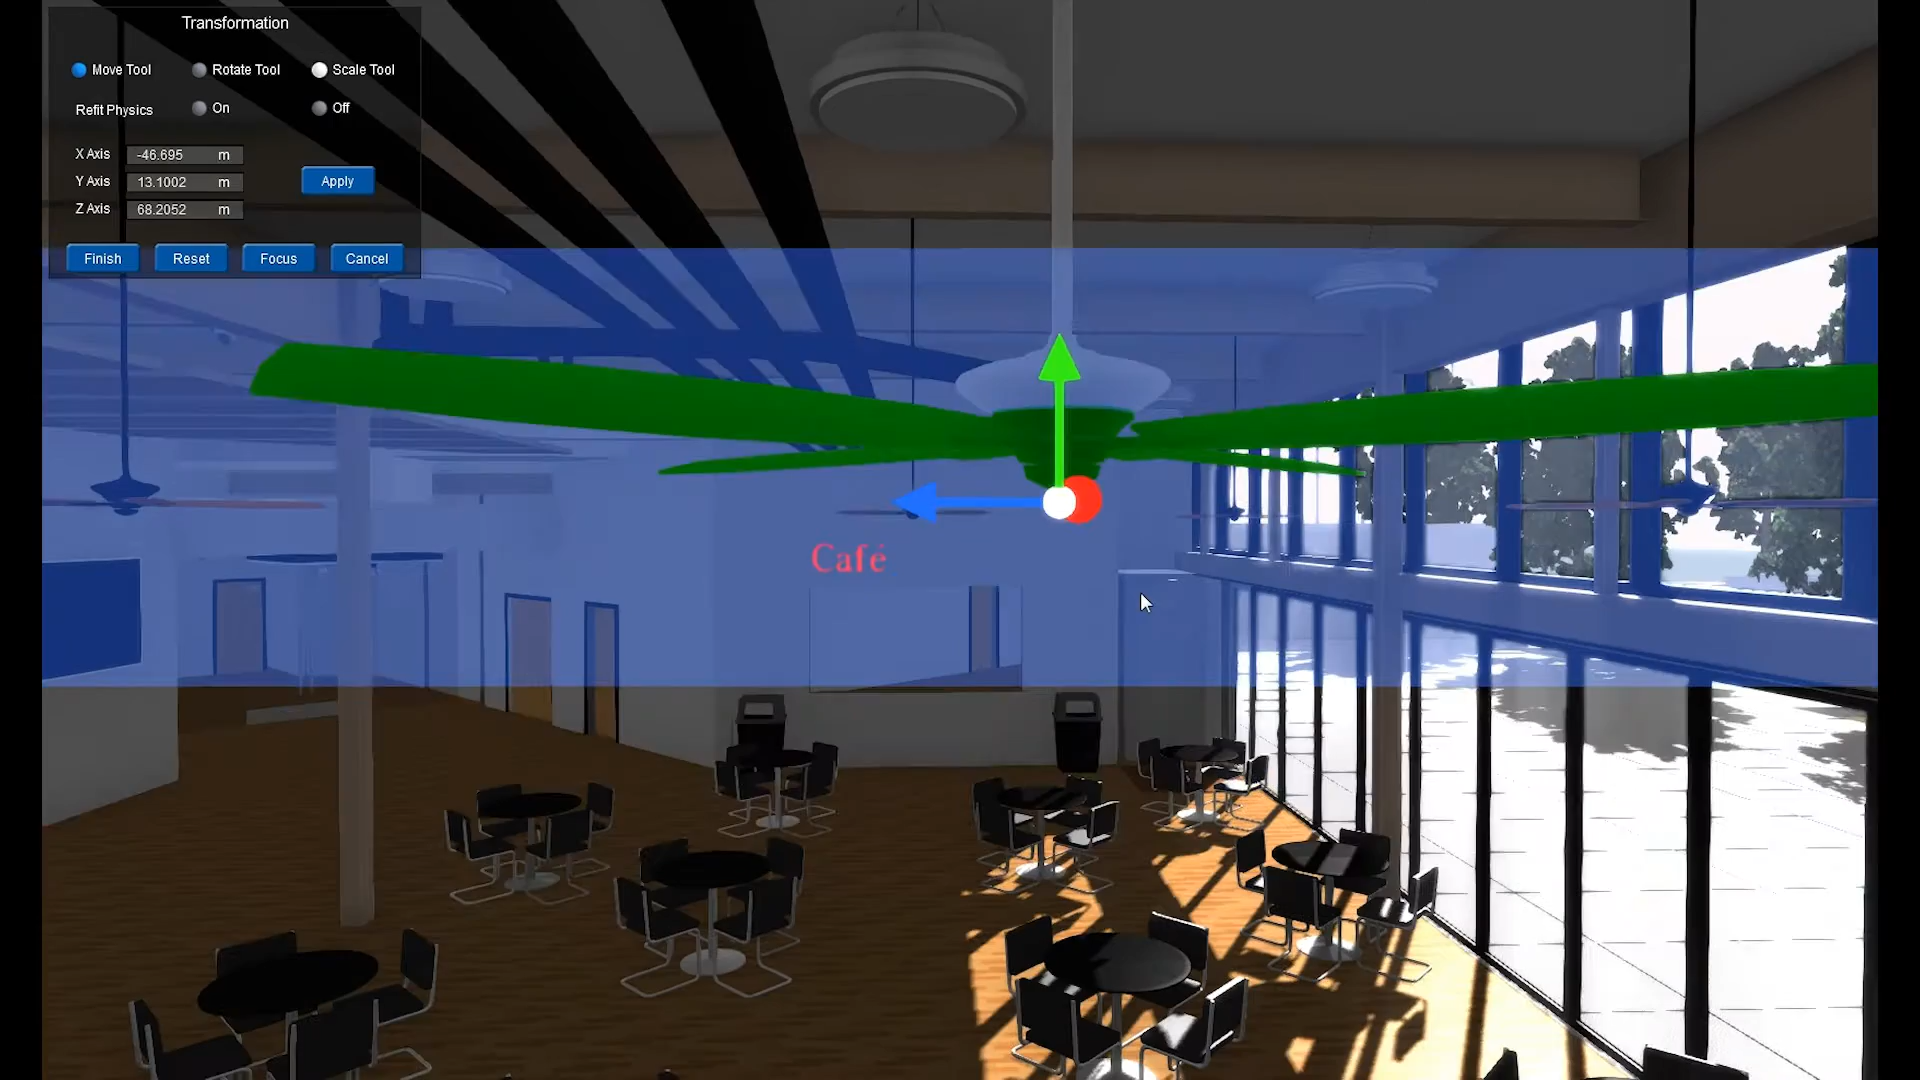 Transformation
Move Tool Rotate Tool Scale Tool
Refit Physics On Off
X Axis -46.695 m
Y Axis 13.1002 m
Apply
Z Axis 68.2052 m
Finish Reset Focus Cancel
Café